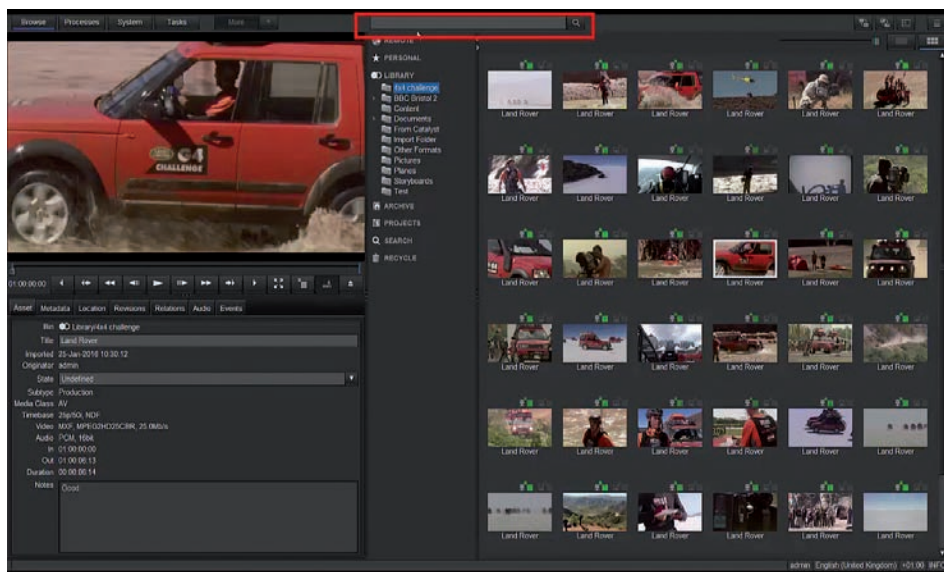 Browse Processes System Tasks More +
REMOTE
PERSONAL
LIBRARY
4x4 challenge
BBC Bristol 2
Content
Documents
From Catalyst
Import Folder
Other Formats
Pictures
Planes
Storyboards
Test
ARCHIVE
PROJECTS
SEARCH
RECYCLE
G4
CHALLENGE
01:00:00:00
Asset Metadata Location Revisions Relations Audio Events
Bin Library/4x4 challenge
Title Land Rover
Imported 25-Jan-2016 10:30:12
Originator admin
State Undefined
Subtype Production
Media Class AV
Timebase 25p/50i, NDF
Video MXF, MPEG2HD25CBR, 25.0Mb/s
Audio PCM, 16bit
In 01:00:00:00
Out 01:00:06:13
Duration 00:00:06:14
Notes Good
Land Rover Land Rover Land Rover Land Rover Land Rover Land Rover
Land Rover Land Rover Land Rover Land Rover Land Rover Land Rover
Land Rover Land Rover Land Rover Land Rover Land Rover Land Rover
Land Rover Land Rover Land Rover Land Rover Land Rover Land Rover
Land Rover Land Rover Land Rover Land Rover Land Rover Land Rover
Land Rover Land Rover Land Rover Land Rover Land Rover Land Rover
admin English (United Kingdom) +01:00 INFO